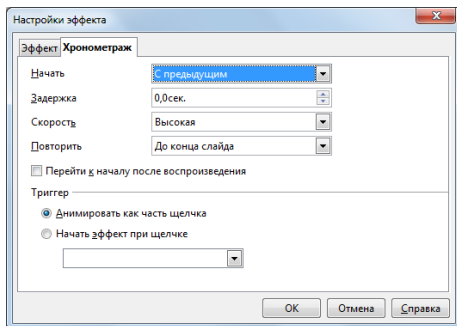 Настройки эффекта
Эффект Хронометраж
Начать С предыдущим
Задержка 0,0сек.
Скорость Высокая
Повторить До конца слайда
Перейти к началу после воспроизведения
Триггер
Анимировать как часть щелчка
Начать эффект при щелчке
ОК Отмена Справка